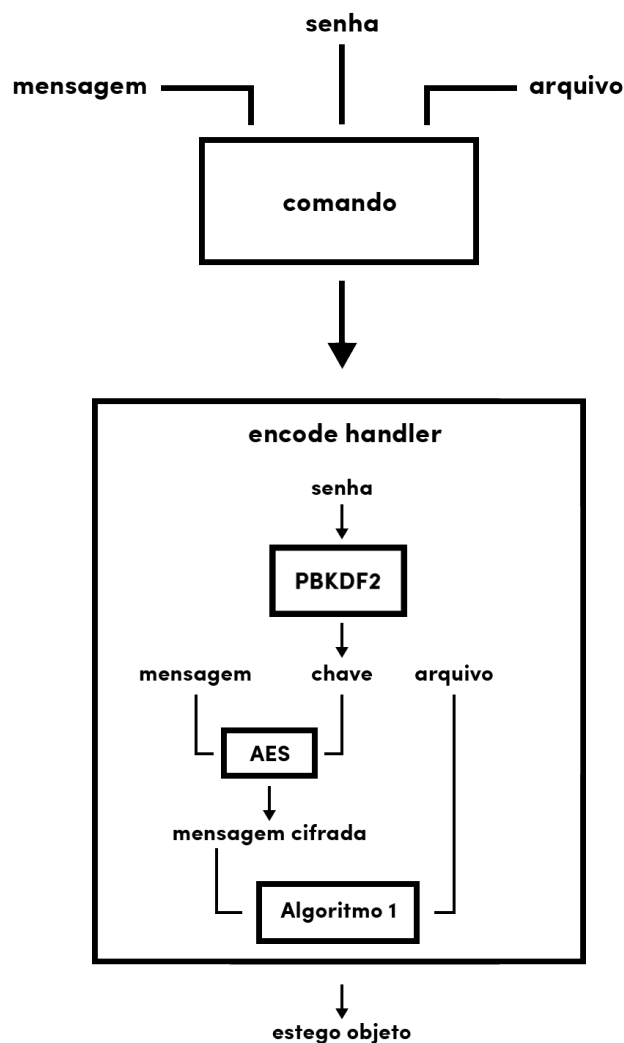 senha
mensagem arquivo
comando
encode handler
senha
PBKDF2
mensagem chave arquivo
AES
mensagem cifrada
Algoritmo 1
estego objeto